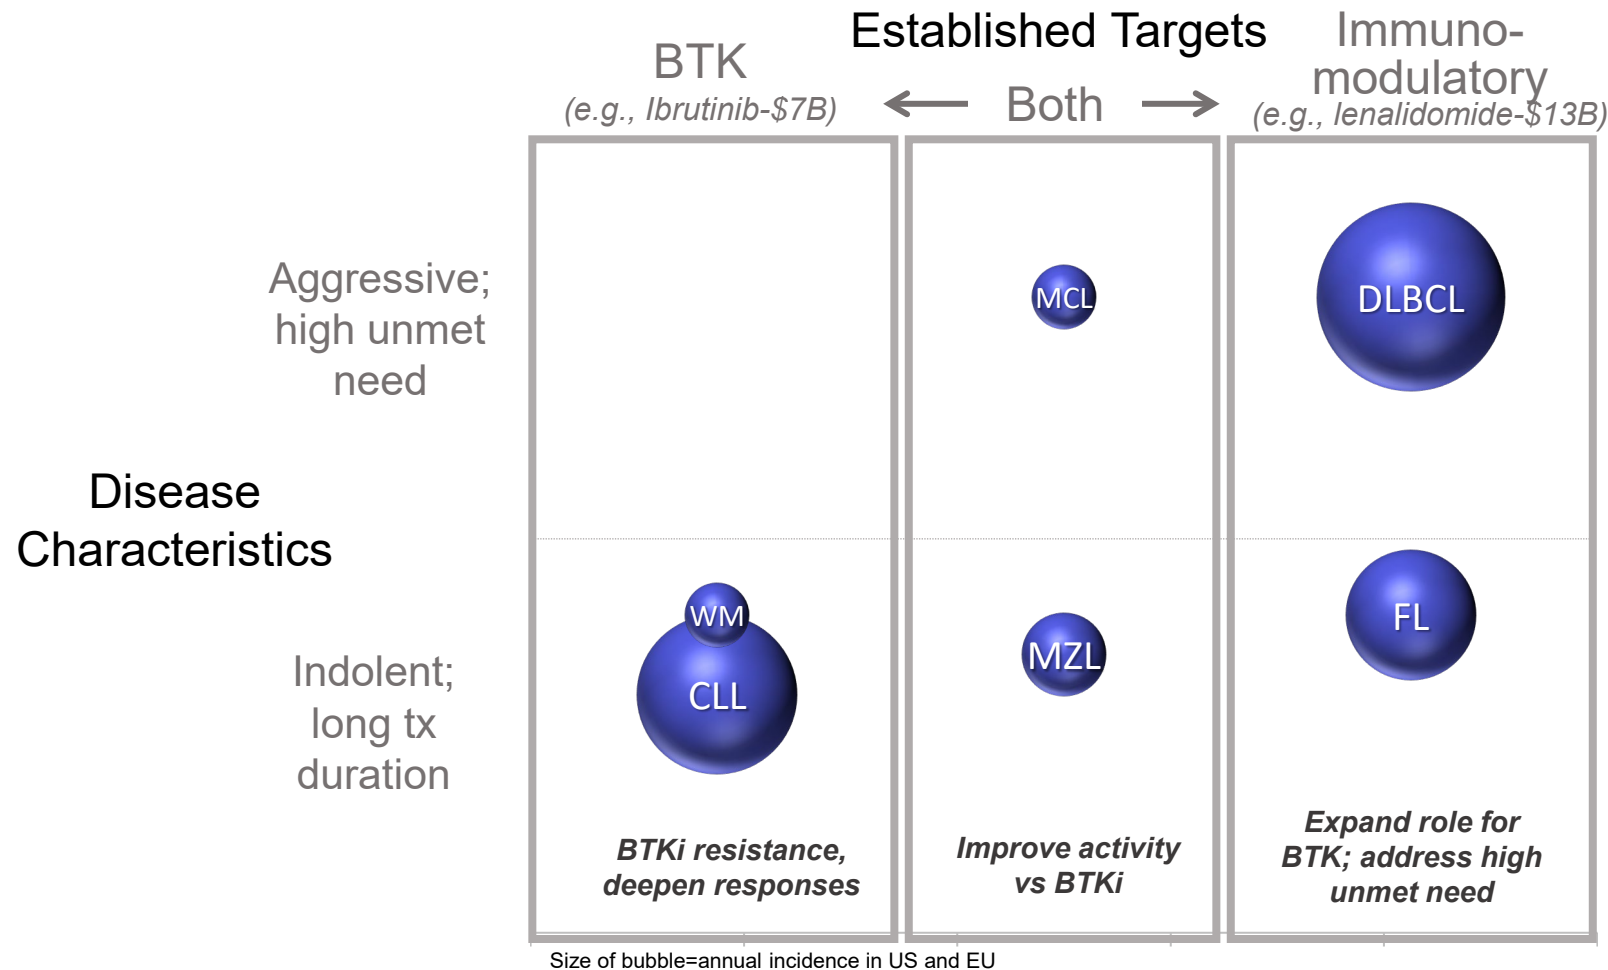 Established Targets
BTK
(e.g., Ibrutinib-$7B)
Both
Immuno-
modulatory
(e.g., lenalidomide-$13B)
Aggressive;
high unmet
need
MCL
DLBCL
Disease
Characteristics
Indolent;
long tx
duration
WM
CLL
MZL
FL
BTKi resistance,
deepen responses
Improve activity
vs BTKi
Expand role for
BTK; address high
unmet need
Size of bubble=annual incidence in US and EU